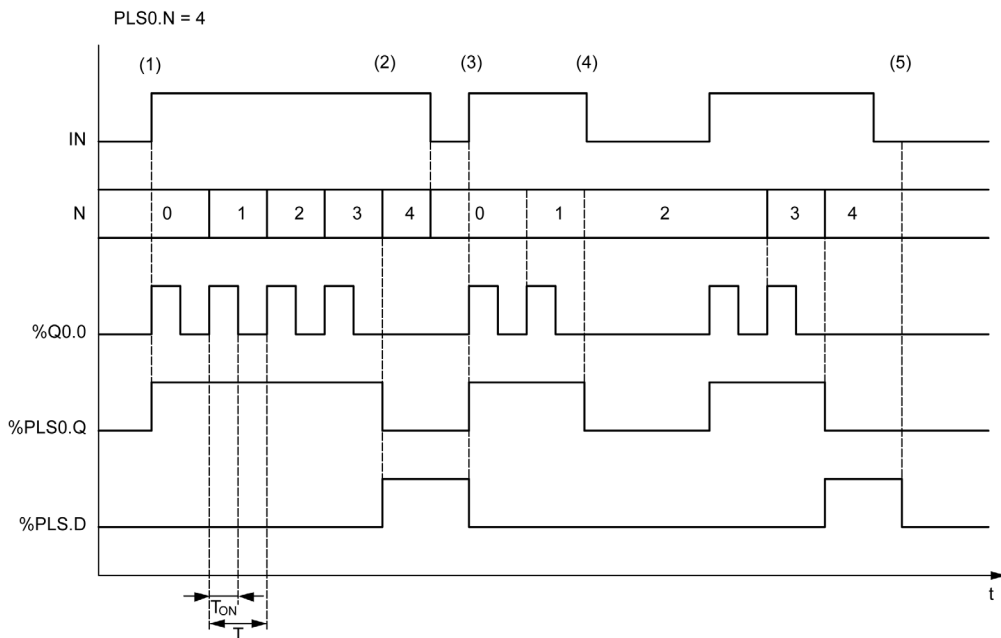 PLS0.N = 4
(1) (2) (3) (4) (5)
IN
N 0 1 2 3 4 0 1 2 3 4
%Q0.0
%PLS0.Q
%PLS.D
t
TON
T